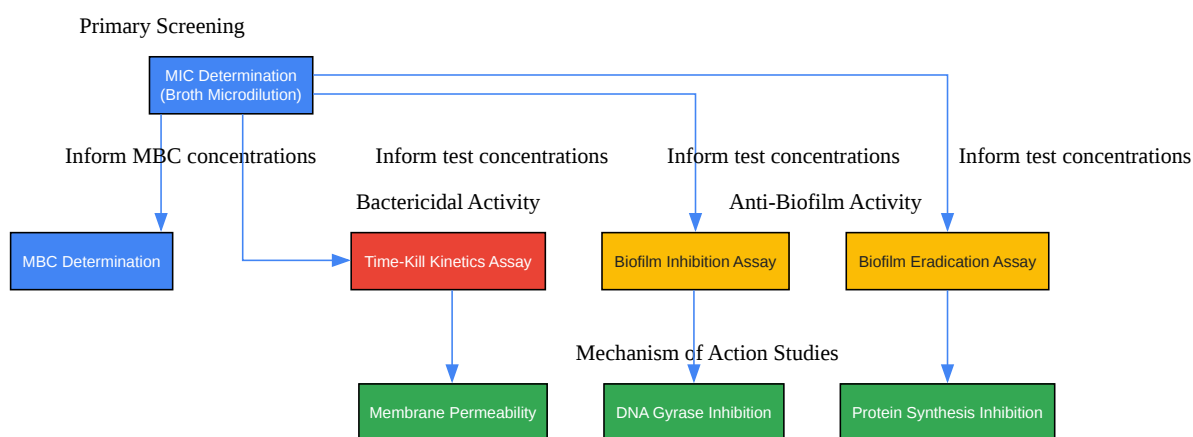 Primary Screening
MIC Determination
(Broth Microdilution)
Inform MBC concentrations
Inform test concentrations
Inform test concentrations
Inform test concentrations
Bactericidal Activity
Anti-Biofilm Activity
MBC Determination
Time-Kill Kinetics Assay
Biofilm Inhibition Assay
Biofilm Eradication Assay
Mechanism of Action Studies
Membrane Permeability
DNA Gyrase Inhibition
Protein Synthesis Inhibition